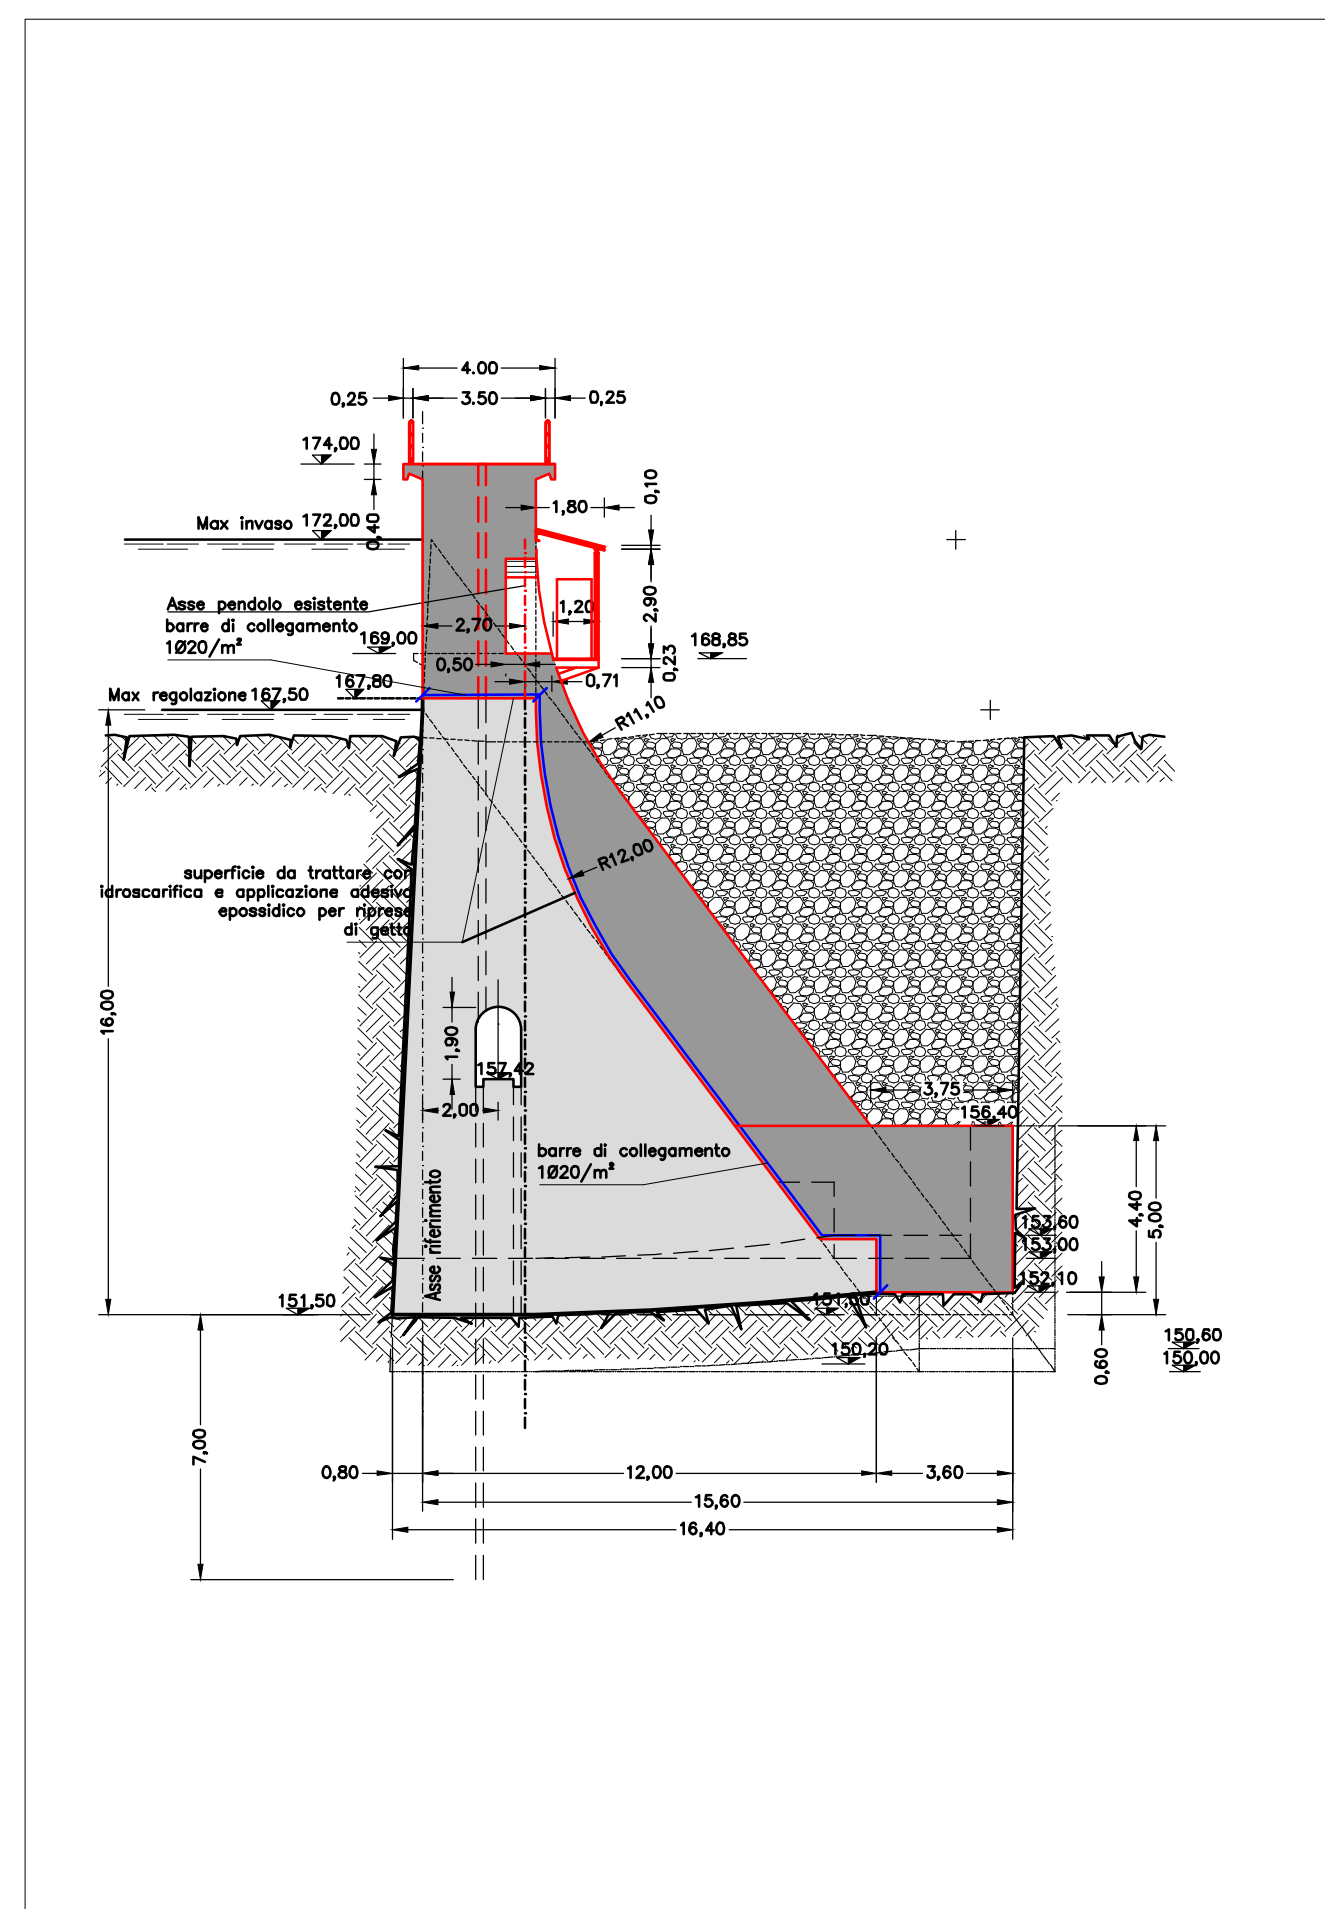 4.00
0,25
3.50
0,25
174,00
0,40
1,80
0,10
Max invaso 172,00
Asse pendolo esistente
barre di collegamento
1Ø20/m²
2,70
1,20
2,90
169,00
168,85
0,50
0,23
0,71
167,80
Max regolazione 167,50
R11,10
R12,00
superficie da trattare con
idroscarifica e applicazione adesivo
epossidico per riprese
di getto
16,00
1,90
157,42
2,00
3,75
156,40
barre di collegamento
1Ø20/m²
Asse riferimento
4,40
5,00
153,60
153,00
152,10
151,50
150,20
150,60
150,00
0,60
7,00
0,80
12,00
3,60
15,60
16,40